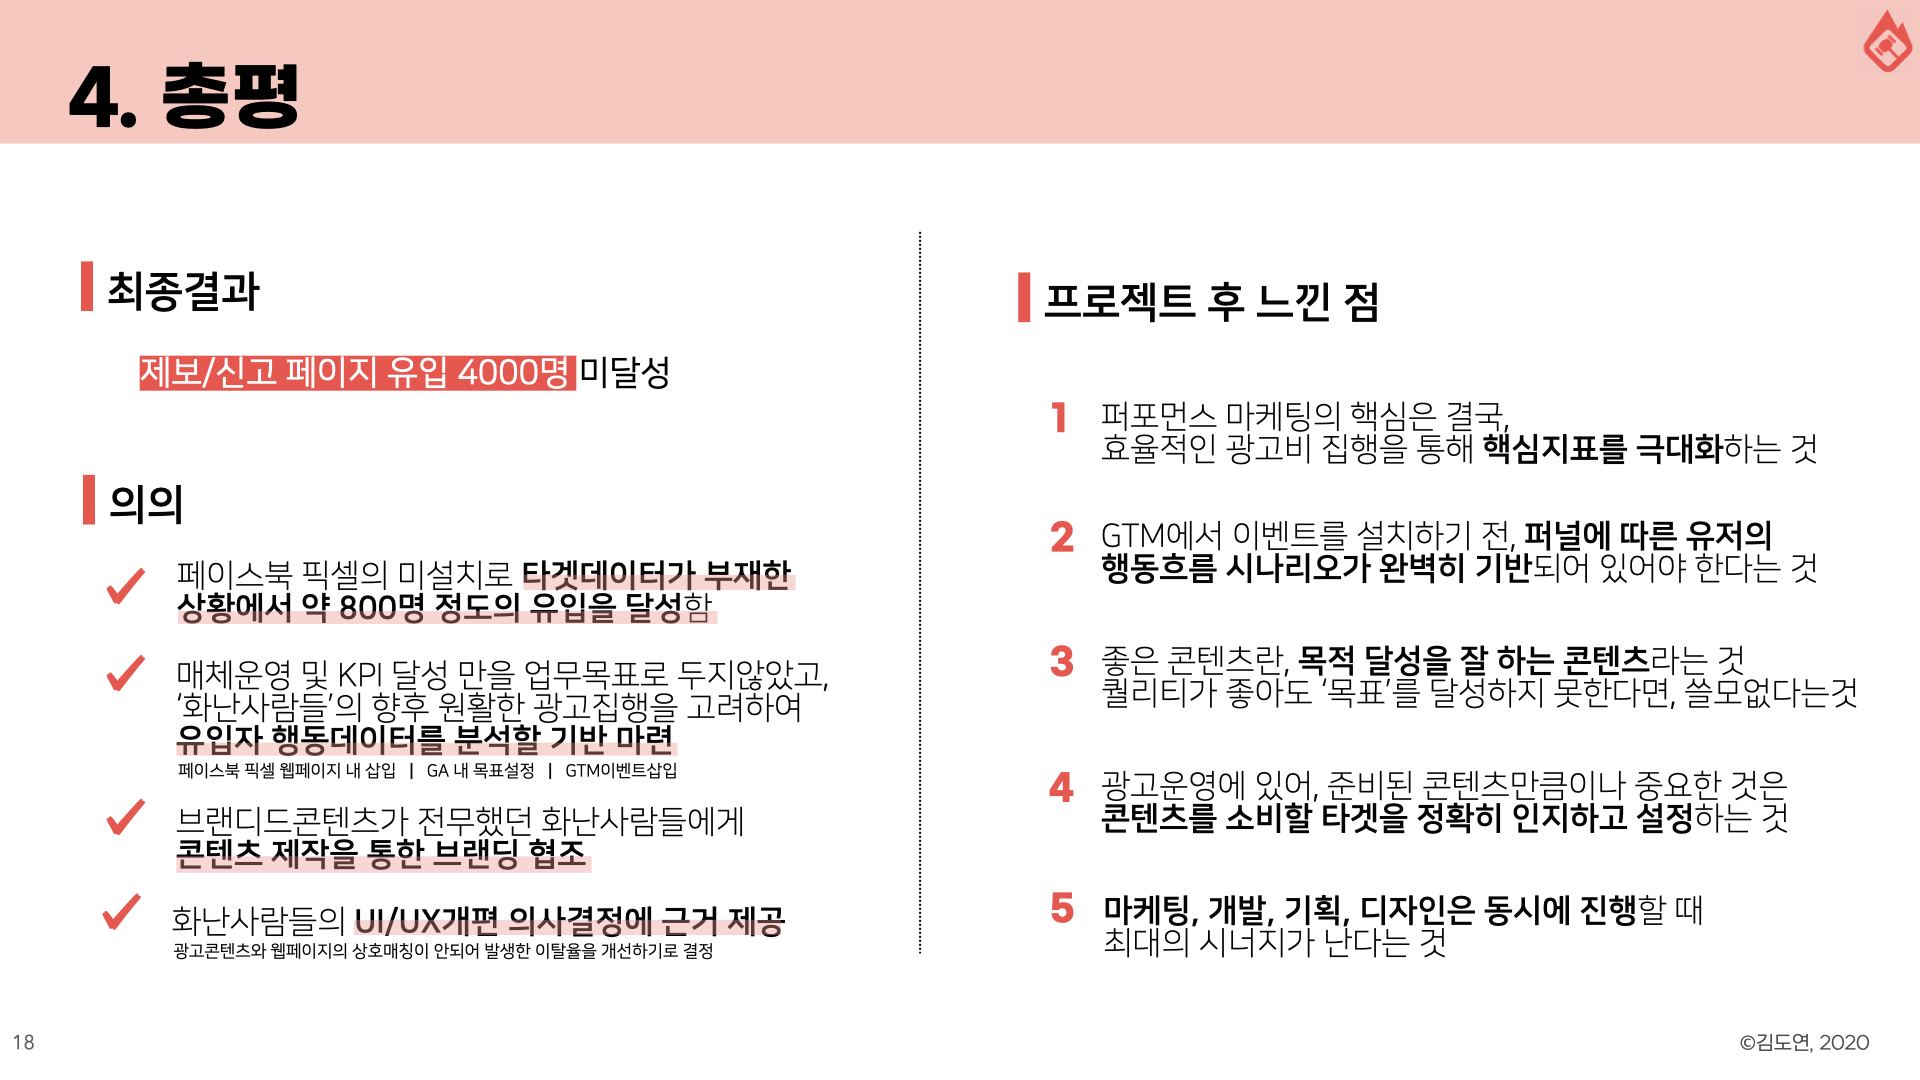 4. 총평
최종결과
제보/신고 페이지 유입 4000명 미달성
의의
페이스북 픽셀의 미설치로 타겟데이터가 부재한
상황에서 약 800명 정도의 유입을 달성함
매체운영 및 KPI 달성 만을 업무목표로 두지않았고,
‘화난사람들’의 향후 원활한 광고집행을 고려하여
유입자 행동데이터를 분석할 기반 마련
페이스북 픽셀 웹페이지 내 삽입 | GA 내 목표설정 | GTM이벤트삽입
브랜디드콘텐츠가 전무했던 화난사람들에게
콘텐츠 제작을 통한 브랜딩 협조
화난사람들의 UI/UX개편 의사결정에 근거 제공
광고콘텐츠와 웹페이지의 상호매칭이 안되어 발생한 이탈율을 개선하기로 결정
프로젝트 후 느낀 점
1 퍼포먼스 마케팅의 핵심은 결국,
효율적인 광고비 집행을 통해 핵심지표를 극대화하는 것
2 GTM에서 이벤트를 설치하기 전, 퍼널에 따른 유저의
행동흐름 시나리오가 완벽히 기반되어 있어야 한다는 것
3 좋은 콘텐츠란, 목적 달성을 잘 하는 콘텐츠라는 것
퀄리티가 좋아도 ‘목표’를 달성하지 못한다면, 쓸모없다는것
4 광고운영에 있어, 준비된 콘텐츠만큼이나 중요한 것은
콘텐츠를 소비할 타겟을 정확히 인지하고 설정하는 것
5 마케팅, 개발, 기획, 디자인은 동시에 진행할 때
최대의 시너지가 난다는 것
18
©김도연, 2020